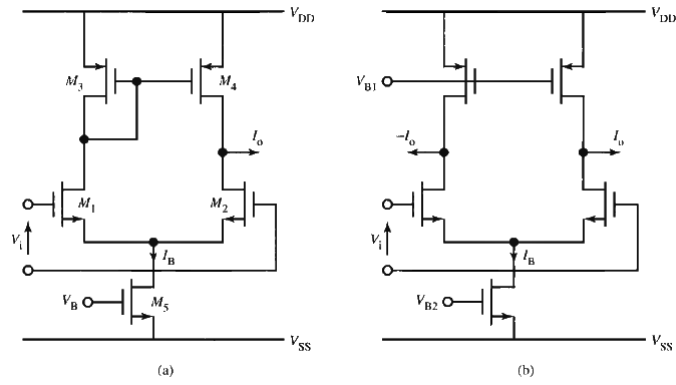 V_DD
V_DD
M_3
M_4
V_B1
I_o
-I_o
I_o
M_1
M_2
V_i
V_i
I_B
I_B
V_B
M_5
V_B2
V_SS
V_SS
(a)
(b)